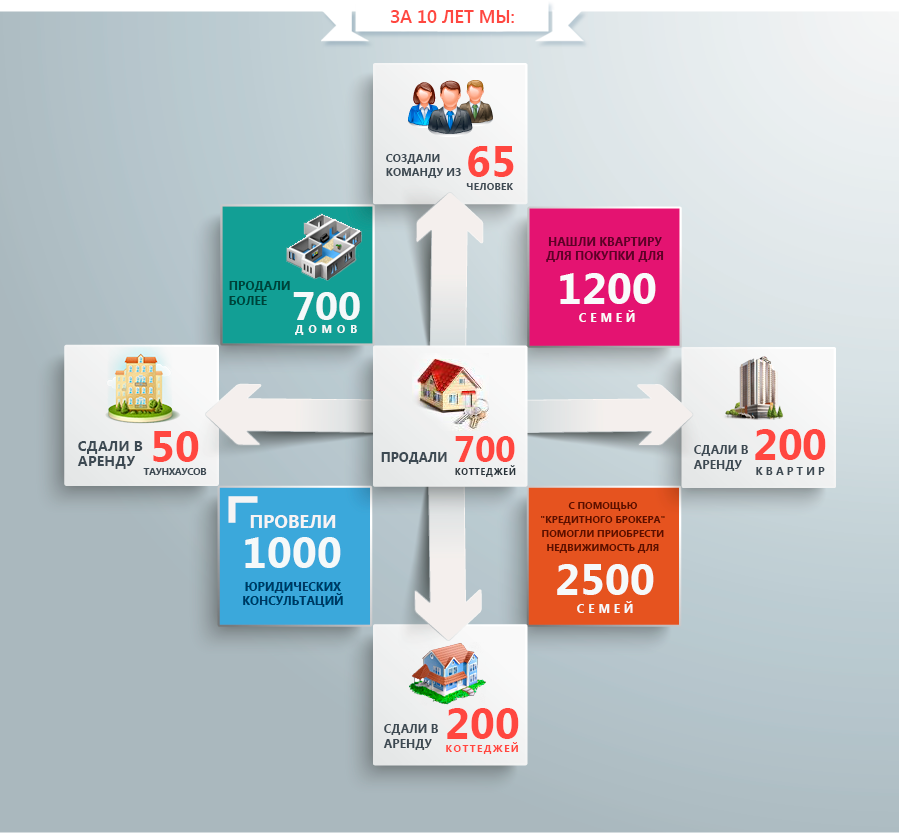 ЗА 10 ЛЕТ МЫ:
СОЗДАЛИ
КОМАНДУ ИЗ 65
ЧЕЛОВЕК
ПРОДАЛИ
БОЛЕЕ 700
ДОМОВ
НАШЛИ КВАРТИРУ
ДЛЯ ПОКУПКИ ДЛЯ
1200
СЕМЕЙ
СДАЛИ В
АРЕНДУ 50
ТАУНХАУСОВ
ПРОДАЛИ 700
КОТТЕДЖЕЙ
СДАЛИ В
АРЕНДУ 200
КВАРТИР
ПРОВЕЛИ
1000
ЮРИДИЧЕСКИХ
КОНСУЛЬТАЦИЙ
С ПОМОЩЬЮ
"КРЕДИТНОГО БРОКЕРА"
ПОМОГЛИ ПРИОБРЕСТИ
НЕДВИЖИМОСТЬ ДЛЯ
2500
СЕМЕЙ
СДАЛИ В
АРЕНДУ 200
КОТТЕДЖЕЙ